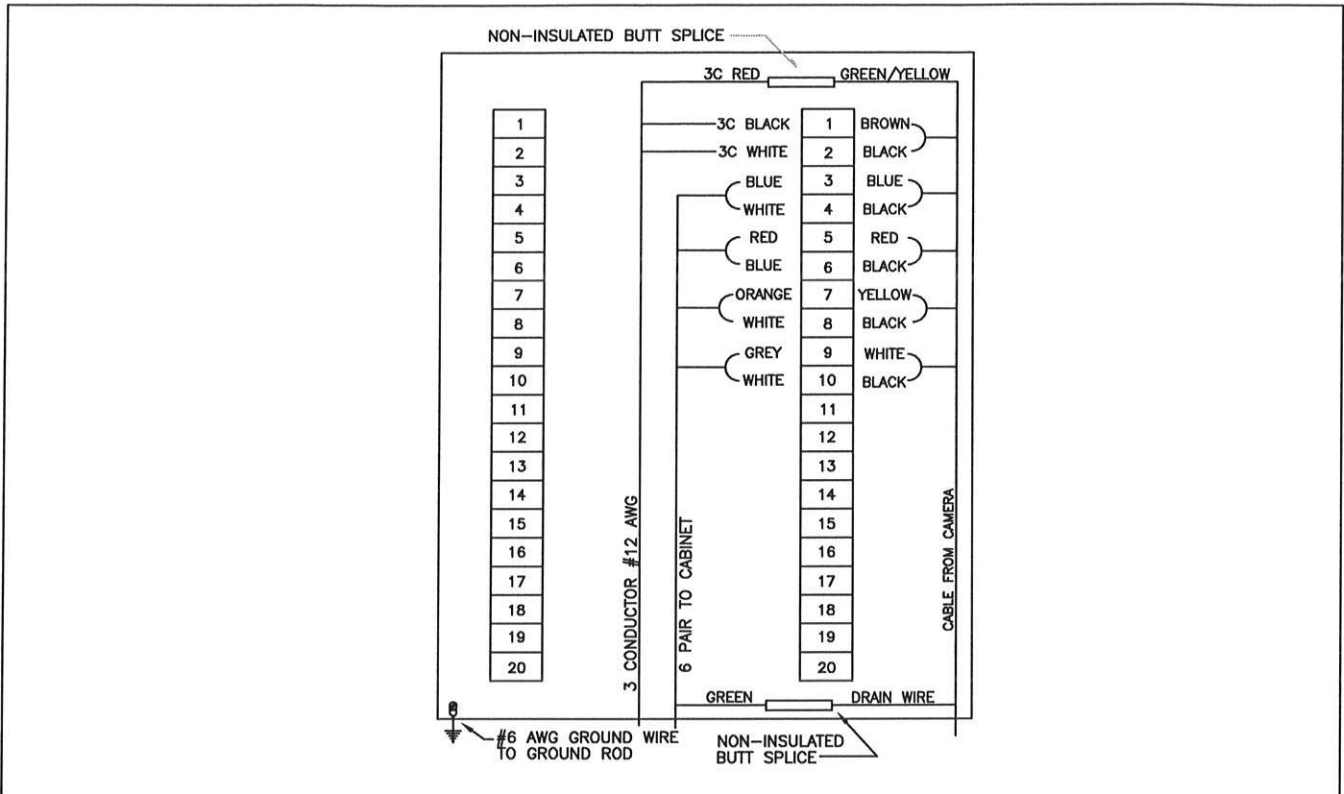 NON-INSULATED BUTT SPLICE
3C RED GREEN/YELLOW
1 3C BLACK 1 BROWN
2 3C WHITE 2 BLACK
3 BLUE 3 BLUE
4 WHITE 4 BLACK
5 RED 5 RED
6 BLUE 6 BLACK
7 ORANGE 7 YELLOW
8 WHITE 8 BLACK
9 GREY 9 WHITE
10 WHITE 10 BLACK
11 11
12 12
13 13
14 14
15 15
16 16
17 17
18 18
19 19
20 20
3 CONDUCTOR #12 AWG
6 PAIR TO CABINET
CABLE FROM CAMERA
GREEN DRAIN WIRE
#6 AWG GROUND WIRE
TO GROUND ROD
NON-INSULATED
BUTT SPLICE